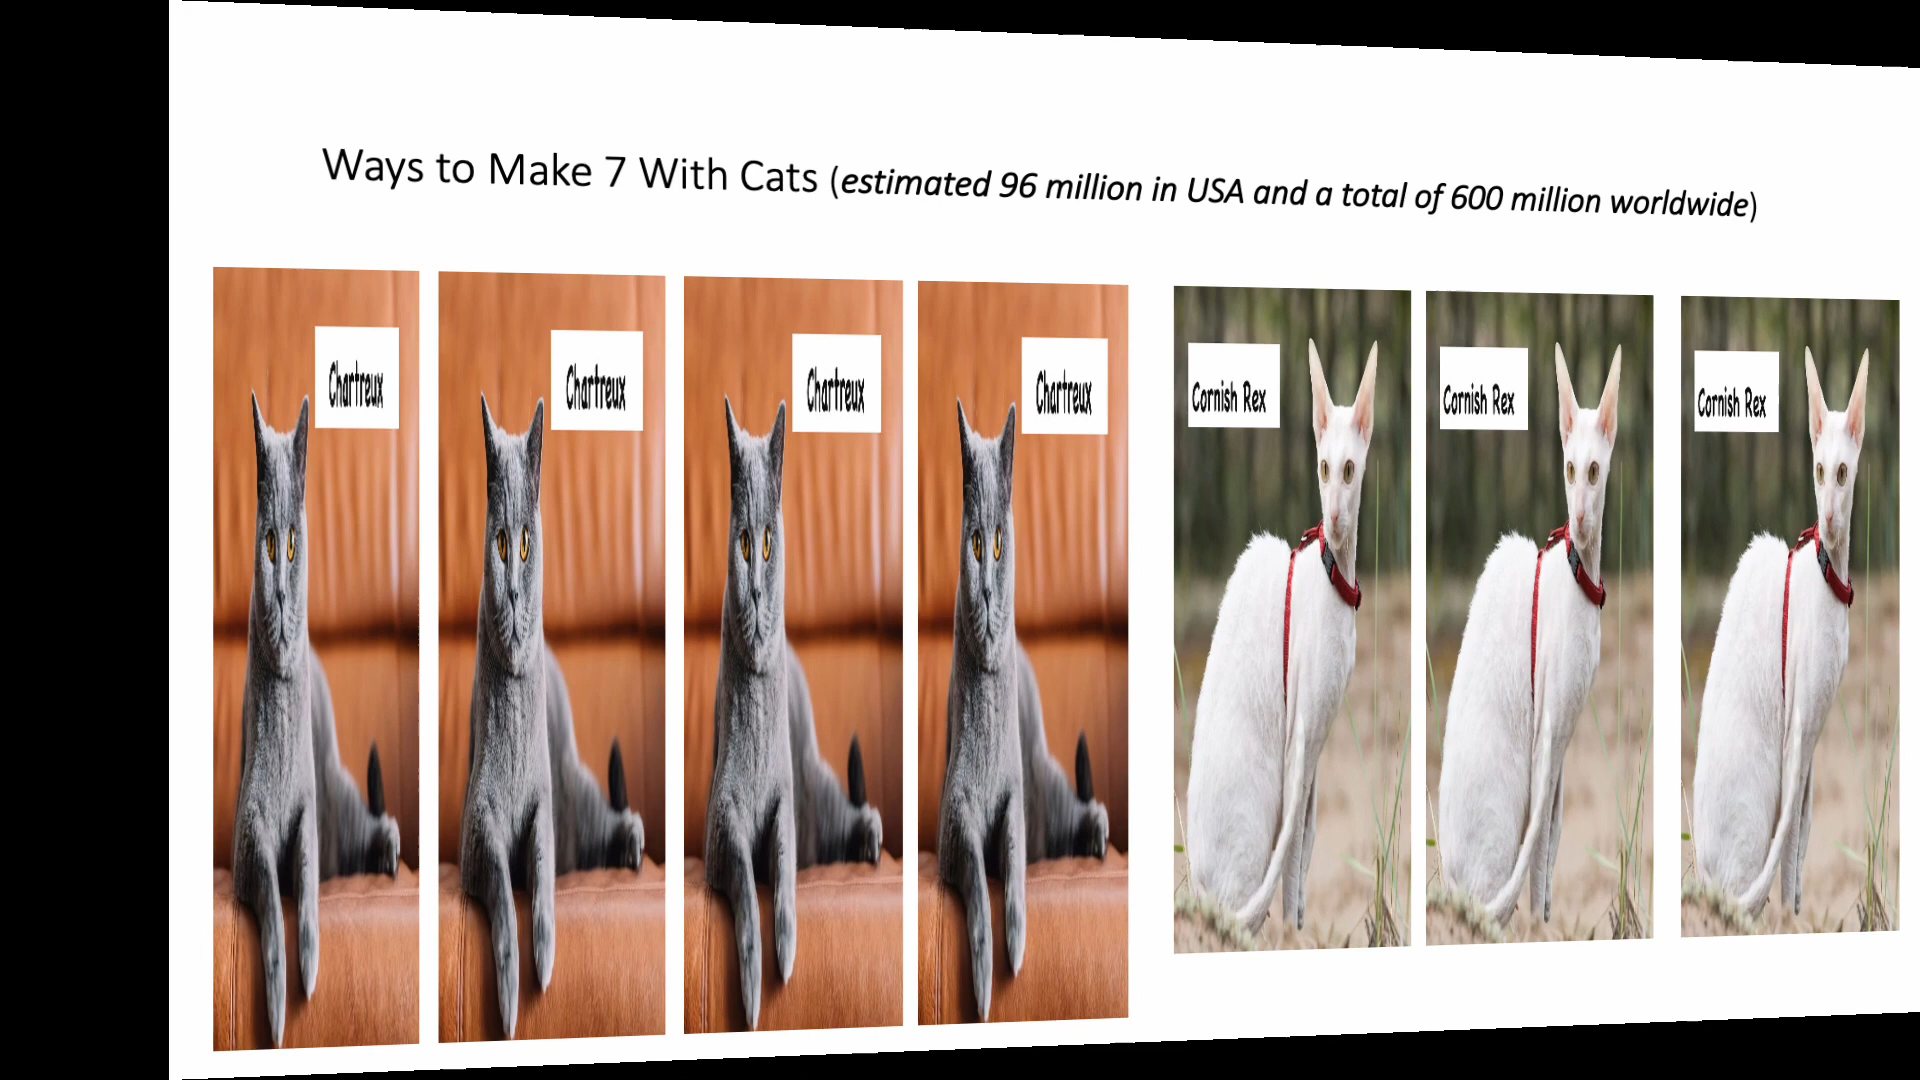 Ways to Make 7 With Cats (estimated 96 million in USA and a total of 600 million worldwide)
Chartreux
Chartreux
Chartreux
Chartreux
Cornish Rex
Cornish Rex
Cornish Rex